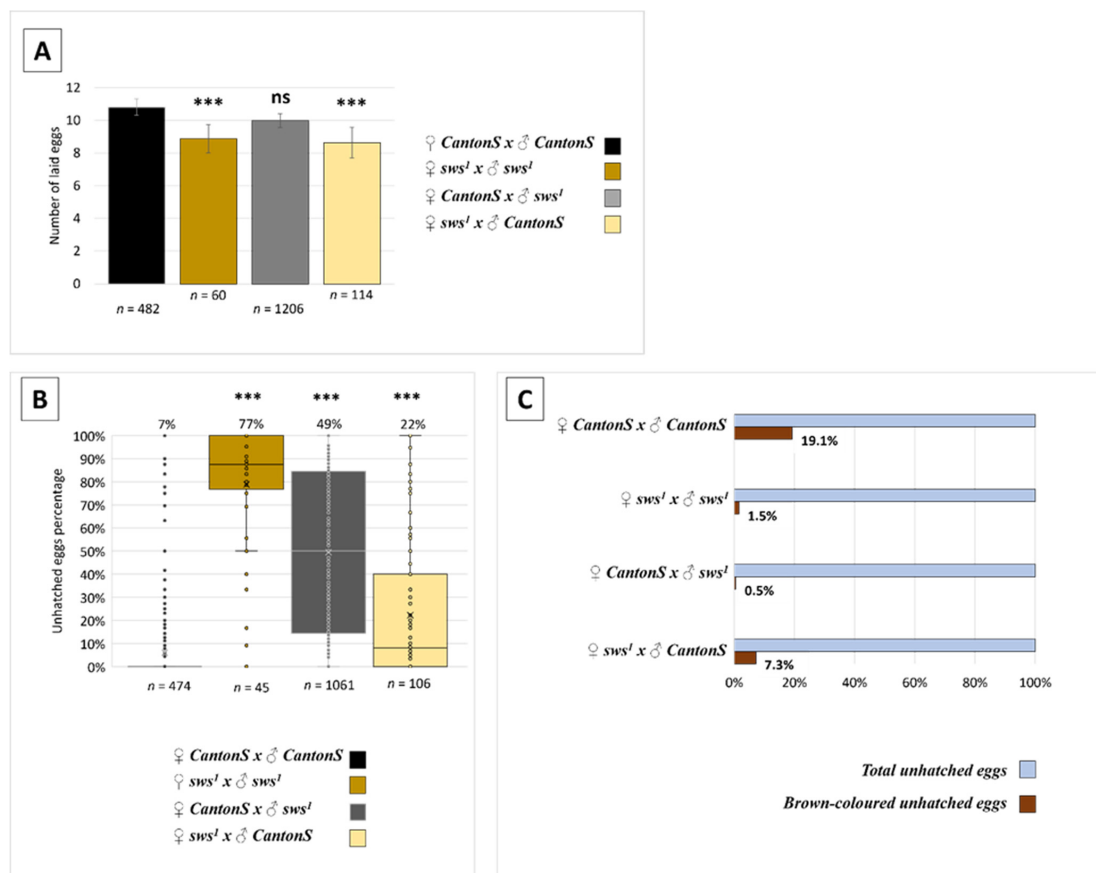 A
12
10
8
6
4
2
0
Number of laid eggs
***
ns
***
n = 482
n = 60
n = 1206
n = 114
♀ CantonS x ♂ CantonS
♀ sws¹ x ♂ sws¹
♀ CantonS x ♂ sws¹
♀ sws¹ x ♂ CantonS
B
***
***
***
7%
77%
49%
22%
100%
90%
80%
70%
60%
50%
40%
30%
20%
10%
0%
Unhatched eggs percentage
n = 474
n = 45
n = 1061
n = 106
♀ CantonS x ♂ CantonS
♀ sws¹ x ♂ sws¹
♀ CantonS x ♂ sws¹
♀ sws¹ x ♂ CantonS
C
♀ CantonS x ♂ CantonS
19.1%
♀ sws¹ x ♂ sws¹
1.5%
♀ CantonS x ♂ sws¹
0.5%
♀ sws¹ x ♂ CantonS
7.3%
0% 20% 40% 60% 80% 100%
Total unhatched eggs
Brown-coloured unhatched eggs